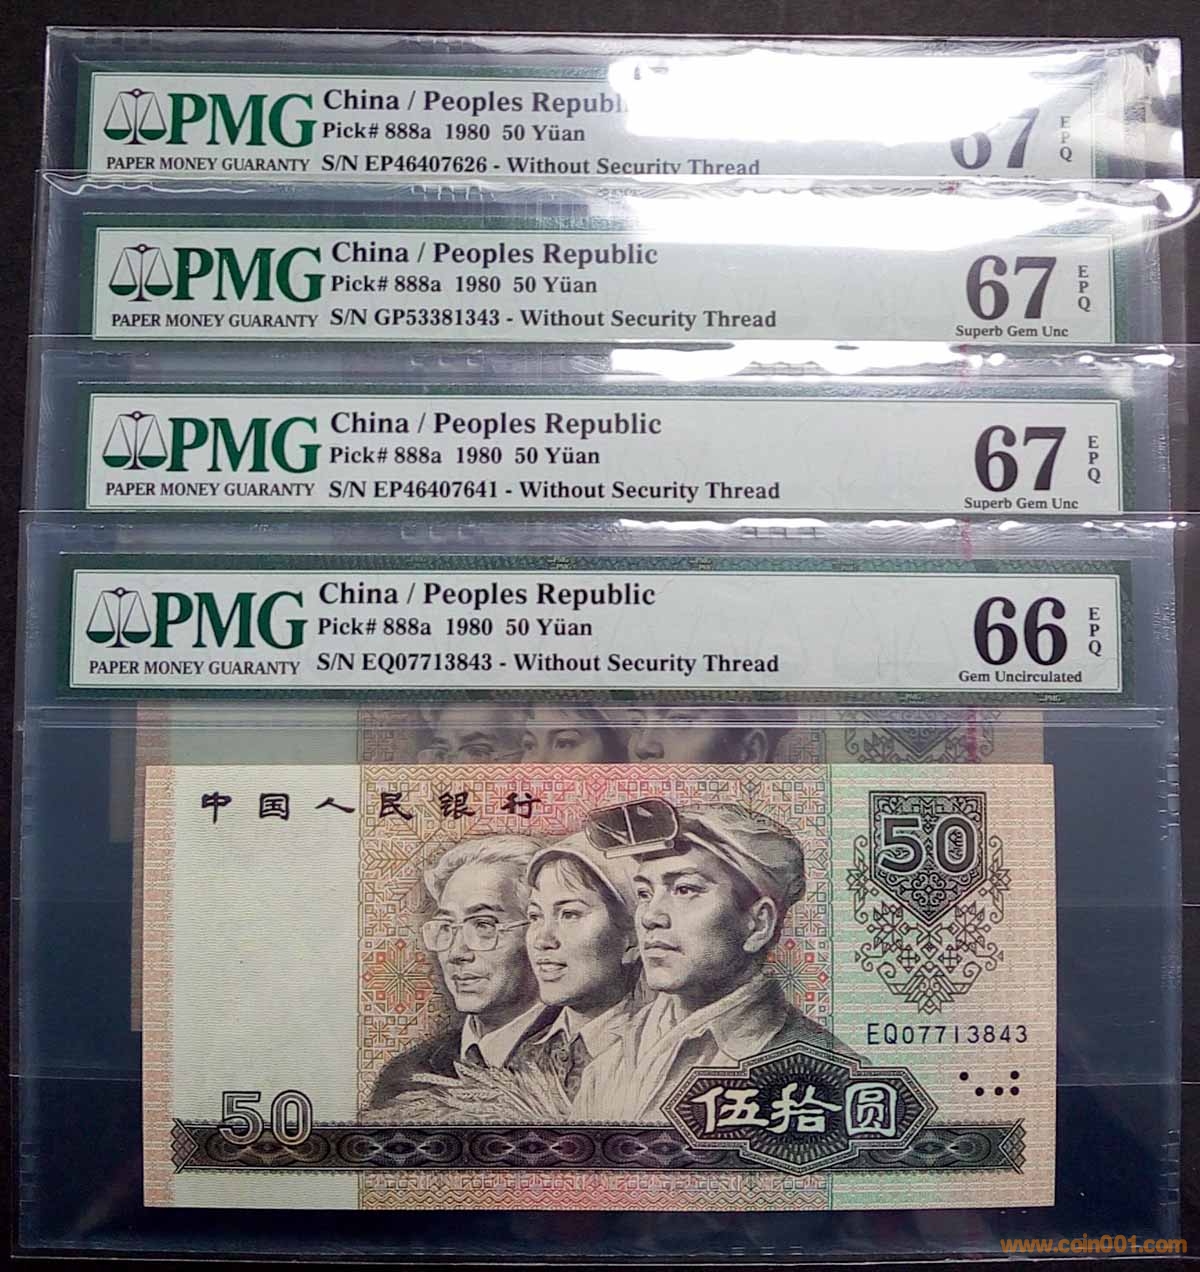 PMG
PAPER MONEY GUARANTY
China / Peoples
Pick# 888a 1980 50 Yüan
S/N EP46407626 - Without Security Thread
67
EPQ
PMG
PAPER MONEY GUARANTY
China / Peoples Republic
Pick# 888a 1980 50 Yüan
S/N GP53381343 - Without Security Thread
67
EPQ
Superb Gem Unc
PMG
PAPER MONEY GUARANTY
China / Peoples Republic
Pick# 888a 1980 50 Yüan
S/N EP46407641 - Without Security Thread
67
EPQ
Superb Gem Unc
PMG
PAPER MONEY GUARANTY
China / Peoples Republic
Pick# 888a 1980 50 Yüan
S/N EQ07713843 - Without Security Thread
66
EPQ
Gem Uncirculated
中国人民银行
50
EQ07713843
50
伍拾圆
www.coin001.com